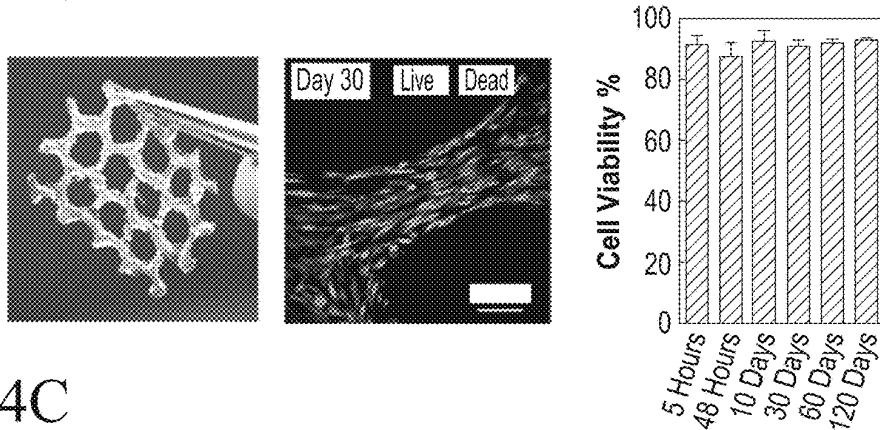 Day 30 Live Dead
Cell Viability %
100
80
60
40
20
0
5 Hours
48 Hours
10 Days
30 Days
60 Days
120 Days
4C